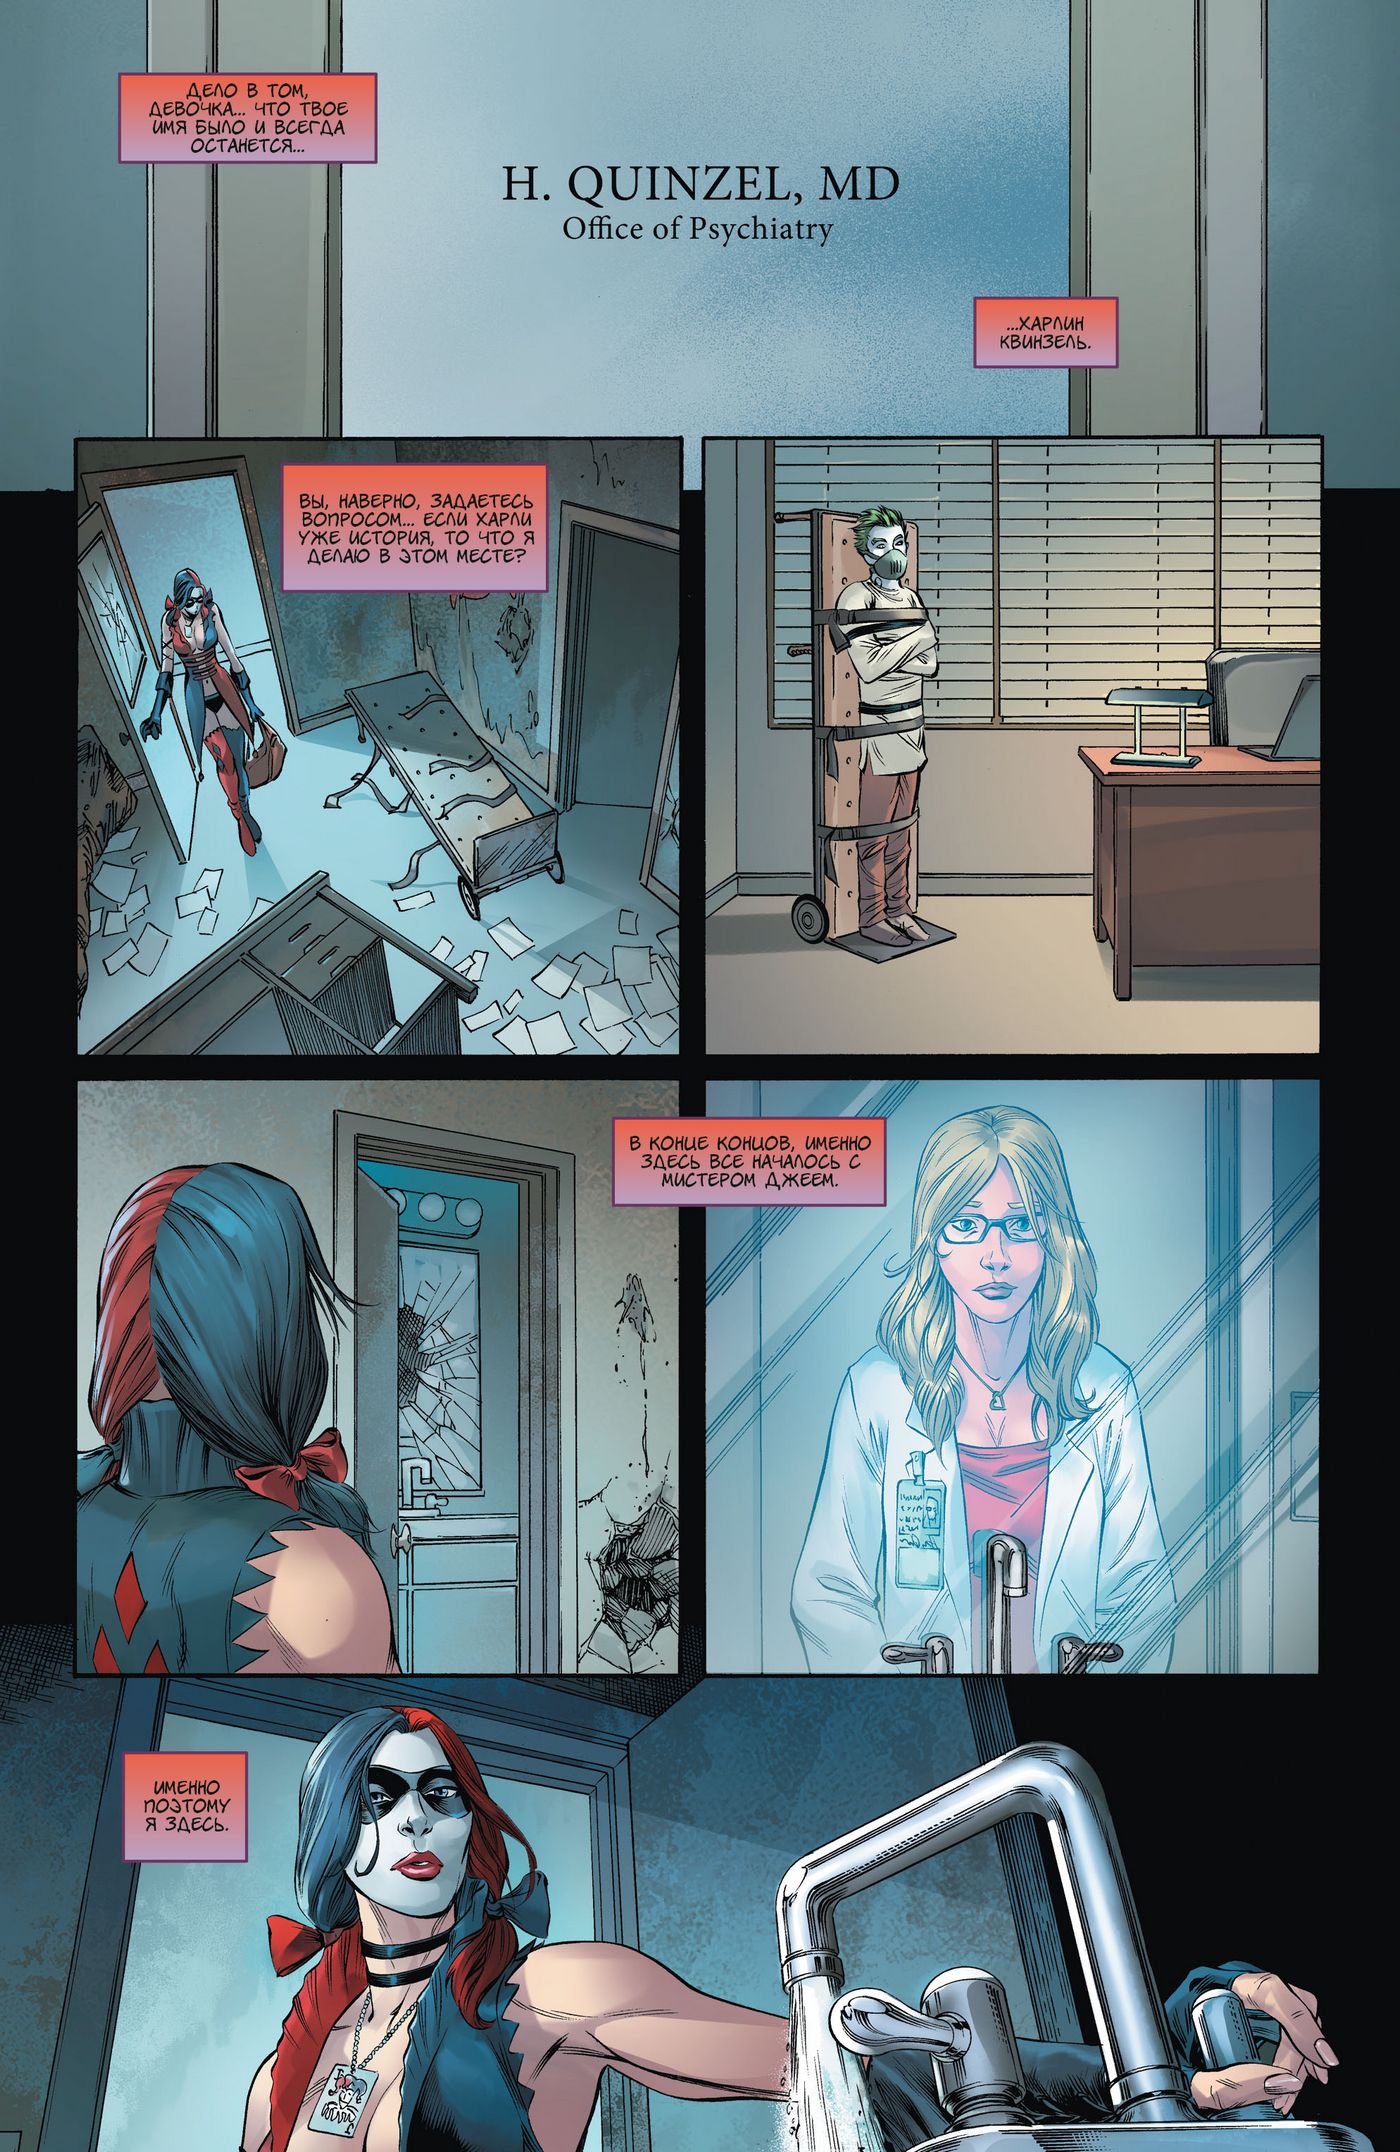 ДЕЛО В ТОМ,
ДЕВОЧКА... ЧТО ТВОЕ
ИМЯ БЫЛО И ВСЕГДА
ОСТАНЕТСЯ...
H. QUINZEL, MD
Office of Psychiatry
...ХАРЛИН
КВИНЗЕЛЬ.
ВЫ, НАВЕРНО, ЗАДАЕТЕСЬ
ВОПРОСОМ... ЕСЛИ ХАРЛИ
УЖЕ ИСТОРИЯ, ТО ЧТО Я
ДЕЛАЮ В ЭТОМ МЕСТЕ?
В КОНЦЕ КОНЦОВ, ИМЕННО
ЗДЕСЬ ВСЕ НАЧАЛОСЬ С
МИСТЕРОМ ДЖЕЕМ.
ИМЕННО
ПОЭТОМУ
Я ЗДЕСЬ.